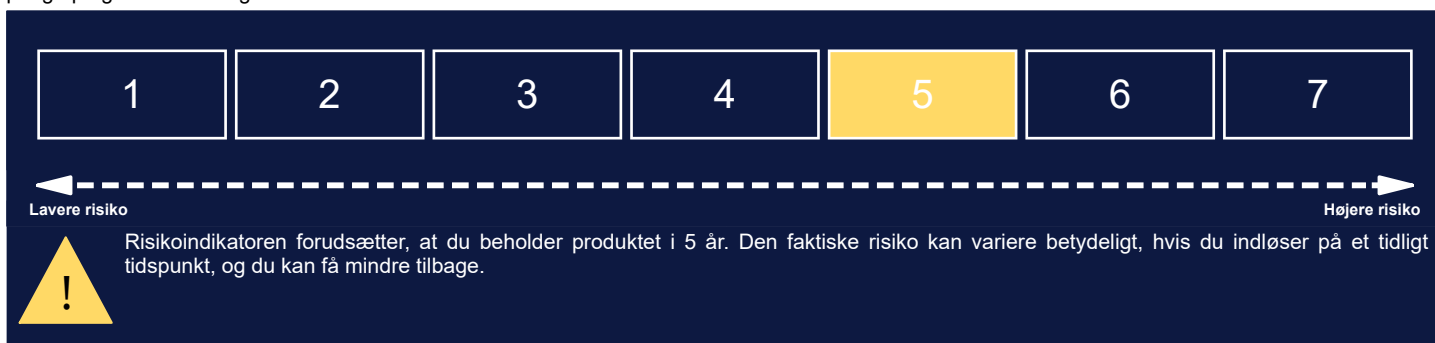 1 2 3 4 5 6 7
Lavere risiko Højere risiko
Risikoindikatoren forudsætter, at du beholder produktet i 5 år. Den faktiske risiko kan variere betydeligt, hvis du indløser på et tidligt
tidspunkt, og du kan få mindre tilbage.
!